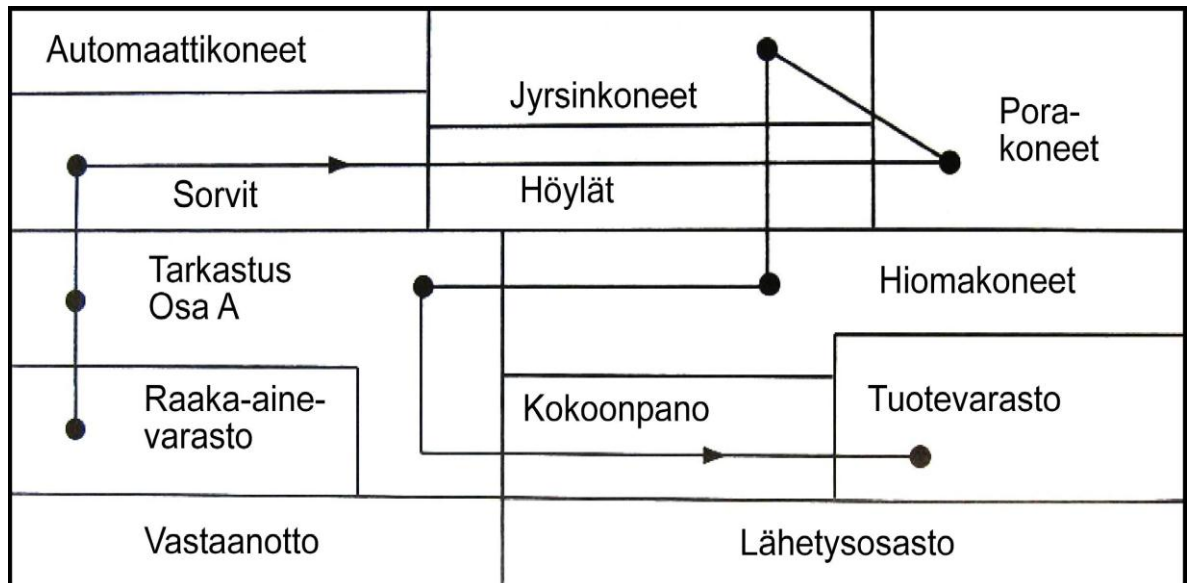 Automaattikoneet
Jyrsinkoneet
Pora-
koneet
Sorvit
Höylät
Tarkastus
Osa A
Hiomakoneet
Raaka-aine-
varasto
Kokoonpano
Tuotevarasto
Vastaanotto
Lähetysosasto